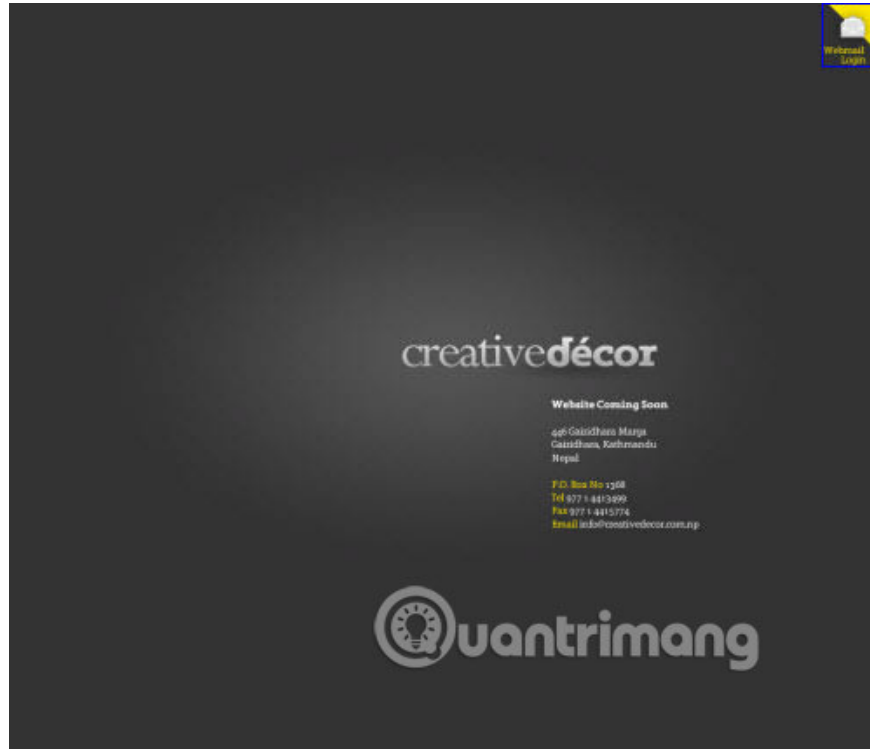 Webmail
Login
creativedécor
Website Coming Soon
446 Gairidhara Marga
Gairidhara, Kathmandu
Nepal
P.O. Box No 1368
Tel 977 1 4413499
Fax 977 1 4415774
Email info@creativedecor.com.np
Quantrimang